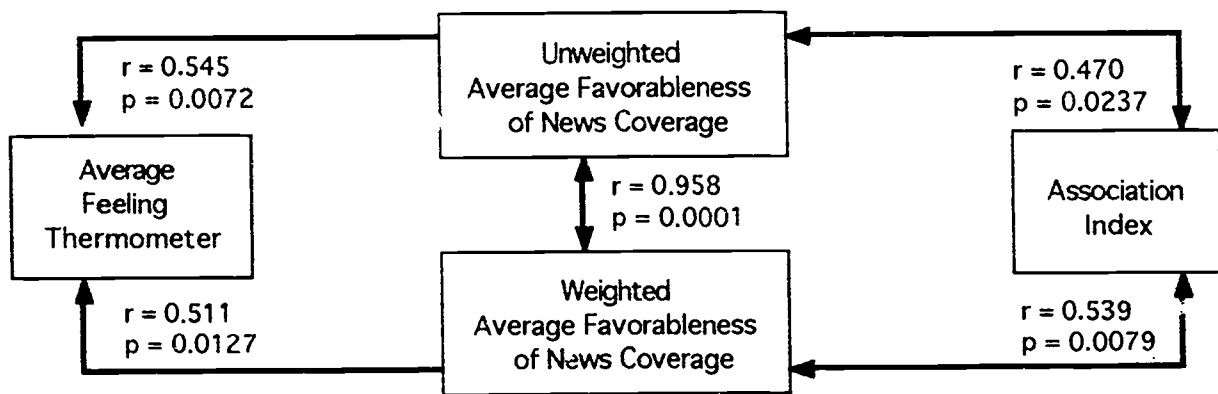 r = 0.545
p = 0.0072
Unweighted
Average Favorableness
of News Coverage
r = 0.470
p = 0.0237
Average
Feeling
Thermometer
r = 0.958
p = 0.0001
Association
Index
r = 0.511
p = 0.0127
Weighted
Average Favorableness
of News Coverage
r = 0.539
p = 0.0079